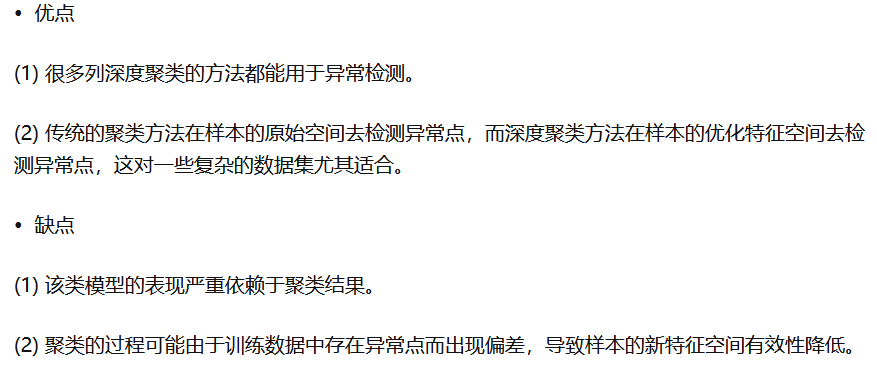 • 优点
(1) 很多列深度聚类的方法都能用于异常检测。
(2) 传统的聚类方法在样本的原始空间去检测异常点，而深度聚类方法在样本的优化特征空间去检
测异常点，这对一些复杂的数据集尤其适合。
• 缺点
(1) 该类模型的表现严重依赖于聚类结果。
(2) 聚类的过程可能由于训练数据中存在异常点而出现偏差，导致样本的新特征空间有效性降低。